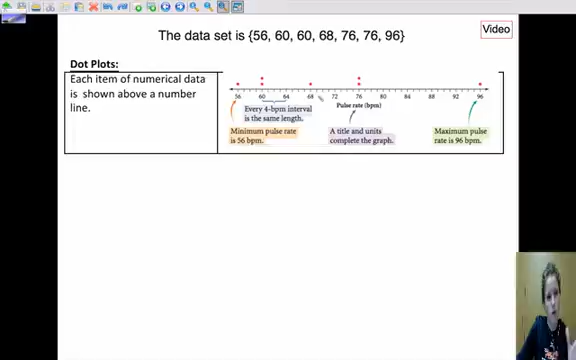 The data set is {56, 60, 60, 68, 76, 76, 96}
Video
Dot Plots:
Each item of numerical data
is shown above a number
line.
56 60 64 68 72 76 80 84 88 92 96
Pulse rate (bpm)
Every 4-bpm interval
is the same length.
Minimum pulse rate
is 56 bpm.
A title and units
complete the graph.
Maximum pulse
rate is 96 bpm.